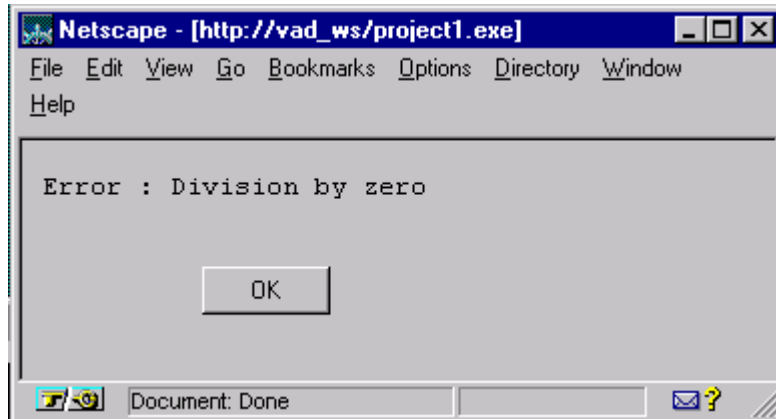 Netscape - [http://vad_ws/project1.exe]
File Edit View Go Bookmarks Options Directory Window
Help
Error : Division by zero
OK
Document: Done